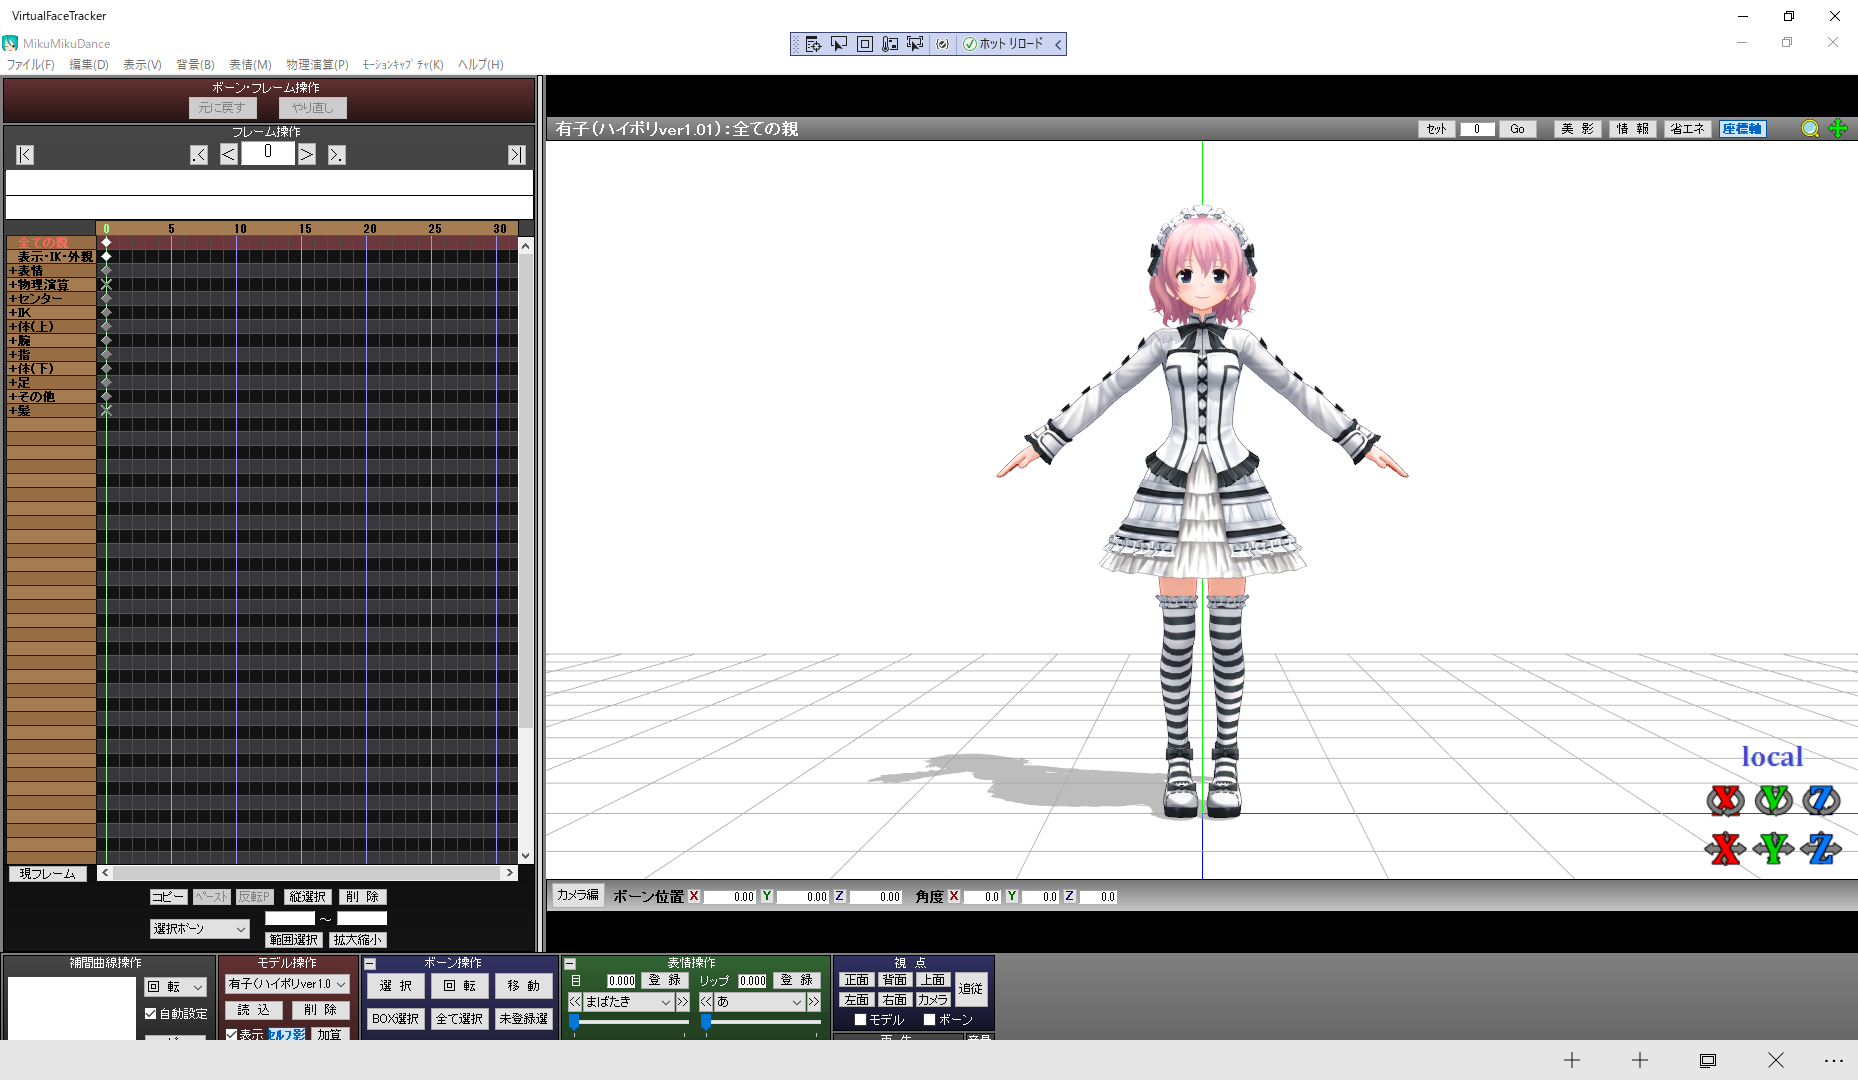 VirtualFaceTracker
MikuMikuDance
ホット リロード
ファイル(F) 編集(D) 表示(V) 背景(B) 表情(M) 物理演算(P) ﾓｰｼｮﾝｷｬﾌﾟﾁｬ(K) ヘルプ(H)
ボーン・フレーム操作
元に戻す やり直し
フレーム操作
|< .< < 0 > >. >|
有子(ハイポリver1.01):全ての親
ｾｯﾄ 0 Go 美 影 情 報 省エネ 座標軸
0 5 10 15 20 25 30
全ての親
表示・IK・外親
+表情
+物理演算
+センター
+IK
+体(上)
+腕
+指
+体(下)
+足
+その他
+髪
local
X Y Z
X Y Z
現フレーム
コピー ﾍﾟｰｽﾄ 反転P 縦選択 削 除
選択ﾎﾞｰﾝ ～
範囲選択 拡大縮小
カメラ編 ボーン位置 X 0.00 Y 0.00 Z 0.00 角度 X 0.0 Y 0.0 Z 0.0
補間曲線操作
回 転
自動設定
モデル操作
有子(ハイポリver1.0
読 込 削 除
表示 ｾﾙﾌ影 加算
ボーン操作
選 択 回 転 移 動
BOX選択 全て選択 未登録選
表情操作
目 0.000 登 録 リップ 0.000 登 録
<< まばたき >> << あ >>
視 点
正面 背面 上面 追従
左面 右面 カメラ
モデル ボーン